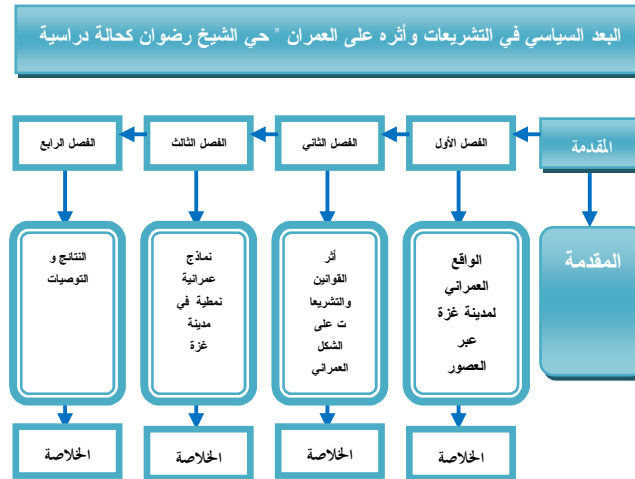 البعد السياسي في التشريعات وأثره على العمران " حي الشيخ رضوان كحالة دراسية
المقدمة
الفصل الأول
الفصل الثاني
الفصل الثالث
الفصل الرابع
المقدمة
الواقع
العمراني
لمدينة غزة
عبر
العصور
أثر
القوانين
والتشريعا
ت على
الشكل
العمراني
نماذج
عمرانية
نمطية في
مدينة
غزة
النتائج و
التوصيات
الخلاصة
الخلاصة
الخلاصة
الخلاصة